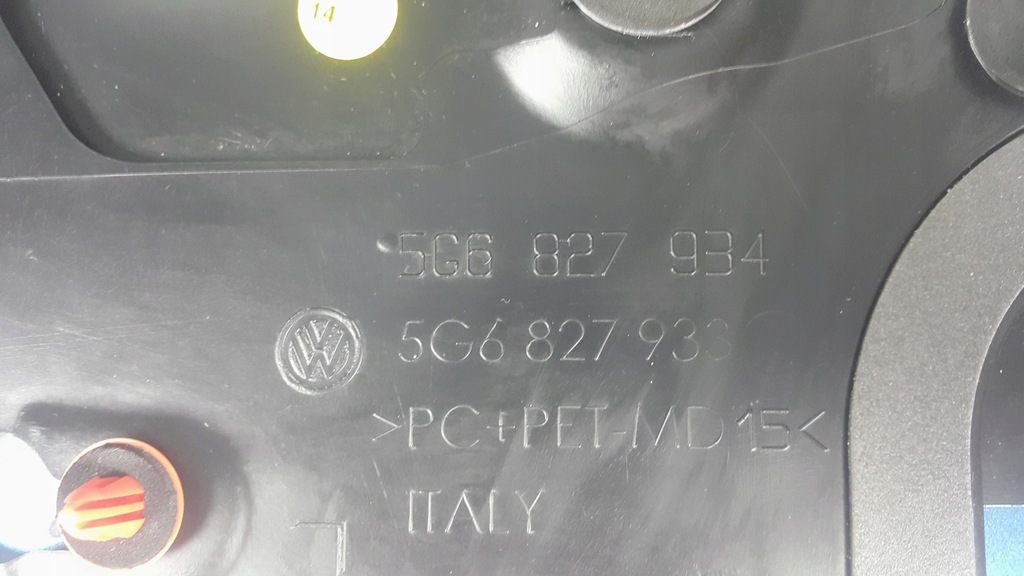 14
5G6 827 934
5G6 827 933
>PC+PET-MD15<
ITALY